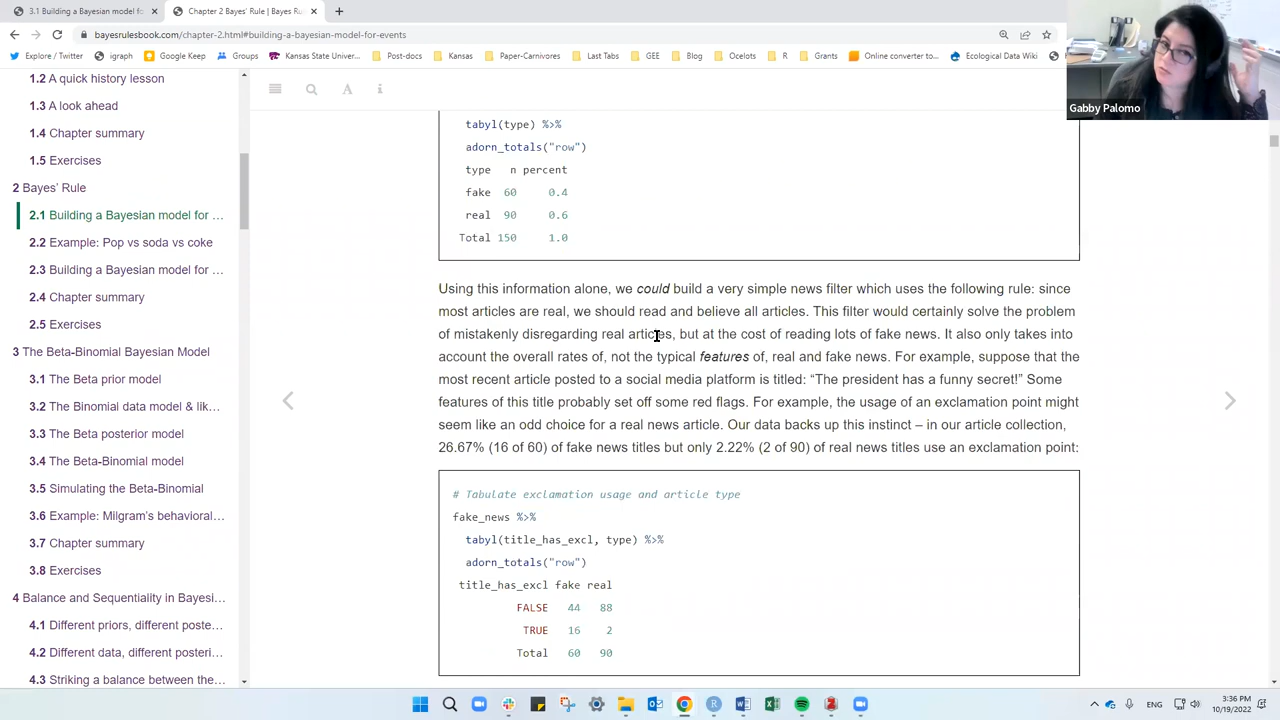 3.1 Building a Bayesian model fo
Chapter 2 Bayes' Rule | Bayes Ru
bayesrulesbook.com/chapter-2.html#building-a-bayesian-model-for-events
Explore / Twitter
igraph
Google Keep
Groups
Kansas State Univer...
Post-docs
Kansas
Paper-Carnivores
Last Tabs
GEE
Blog
Ocelots
R
Grants
Online converter to...
Ecological Data Wiki
Gabby Palomo
1.2 A quick history lesson
1.3 A look ahead
1.4 Chapter summary
1.5 Exercises
2 Bayes' Rule
2.1 Building a Bayesian model for ...
2.2 Example: Pop vs soda vs coke
2.3 Building a Bayesian model for ...
2.4 Chapter summary
2.5 Exercises
3 The Beta-Binomial Bayesian Model
3.1 The Beta prior model
3.2 The Binomial data model & lik...
3.3 The Beta posterior model
3.4 The Beta-Binomial model
3.5 Simulating the Beta-Binomial
3.6 Example: Milgram's behavioral...
3.7 Chapter summary
3.8 Exercises
4 Balance and Sequentiality in Bayesi...
4.1 Different priors, different poste...
4.2 Different data, different posteri...
4.3 Striking a balance between the...
tabyl(type) %>%
adorn_totals("row")
type n percent
fake 60 0.4
real 90 0.6
Total 150 1.0
Using this information alone, we could build a very simple news filter which uses the following rule: since
most articles are real, we should read and believe all articles. This filter would certainly solve the problem
of mistakenly disregarding real articles, but at the cost of reading lots of fake news. It also only takes into
account the overall rates of, not the typical features of, real and fake news. For example, suppose that the
most recent article posted to a social media platform is titled: “The president has a funny secret!” Some
features of this title probably set off some red flags. For example, the usage of an exclamation point might
seem like an odd choice for a real news article. Our data backs up this instinct – in our article collection,
26.67% (16 of 60) of fake news titles but only 2.22% (2 of 90) of real news titles use an exclamation point:
# Tabulate exclamation usage and article type
fake_news %>%
tabyl(title_has_excl, type) %>%
adorn_totals("row")
title_has_excl fake real
FALSE 44 88
TRUE 16 2
Total 60 90
ENG
3:36 PM
10/19/2022